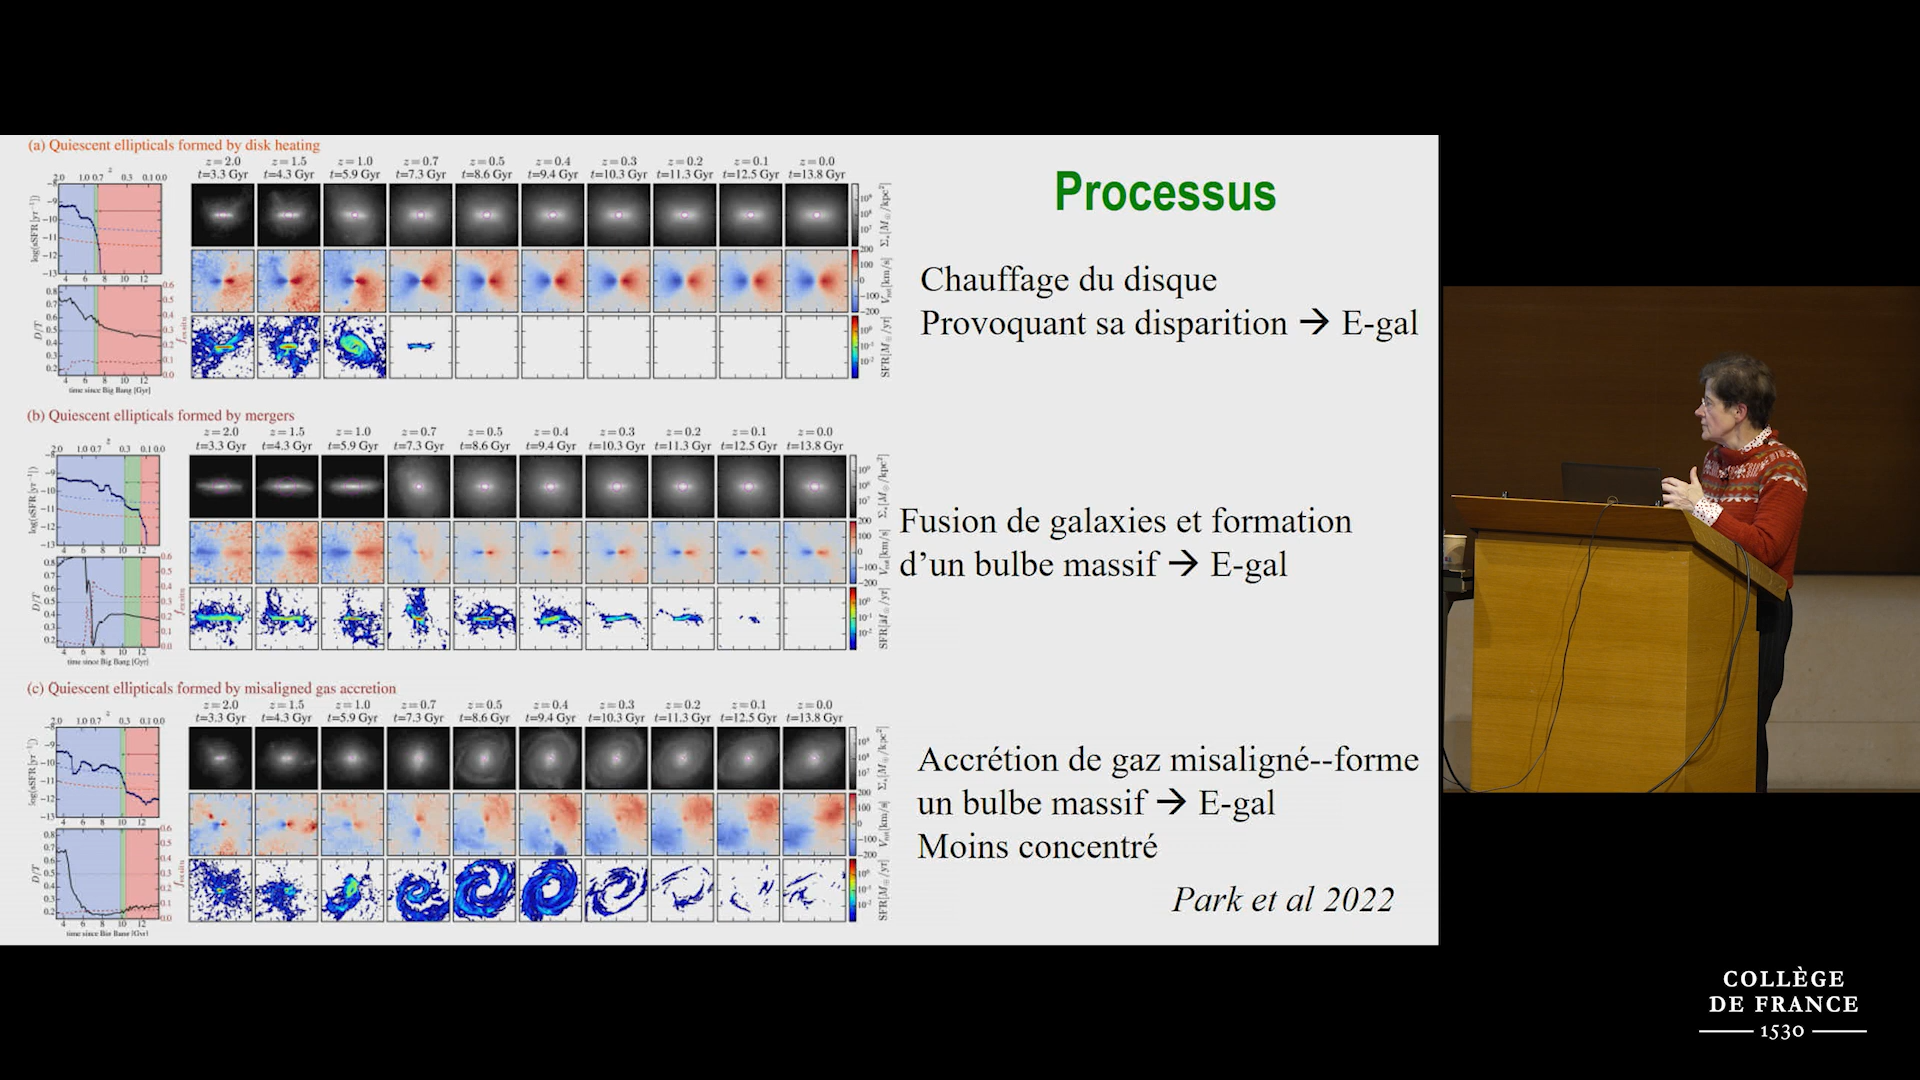 (a) Quiescent ellipticals formed by disk heating
z=2.0 z=1.5 z=1.0 z=0.7 z=0.5 z=0.4 z=0.3 z=0.2 z=0.1 z=0.0
t=3.3 Gyr t=4.3 Gyr t=5.9 Gyr t=7.3 Gyr t=8.6 Gyr t=9.4 Gyr t=10.3 Gyr t=11.3 Gyr t=12.5 Gyr t=13.8 Gyr
time since Big Bang [Gyr]
(b) Quiescent ellipticals formed by mergers
z=2.0 z=1.5 z=1.0 z=0.7 z=0.5 z=0.4 z=0.3 z=0.2 z=0.1 z=0.0
t=3.3 Gyr t=4.3 Gyr t=5.9 Gyr t=7.3 Gyr t=8.6 Gyr t=9.4 Gyr t=10.3 Gyr t=11.3 Gyr t=12.5 Gyr t=13.8 Gyr
time since Big Bang [Gyr]
(c) Quiescent ellipticals formed by misaligned gas accretion
z=2.0 z=1.5 z=1.0 z=0.7 z=0.5 z=0.4 z=0.3 z=0.2 z=0.1 z=0.0
t=3.3 Gyr t=4.3 Gyr t=5.9 Gyr t=7.3 Gyr t=8.6 Gyr t=9.4 Gyr t=10.3 Gyr t=11.3 Gyr t=12.5 Gyr t=13.8 Gyr
time since Big Bang [Gyr]
Processus
Chauffage du disque
Provoquant sa disparition → E-gal
Fusion de galaxies et formation
d'un bulbe massif → E-gal
Accrétion de gaz misaligné--forme
un bulbe massif → E-gal
Moins concentré
Park et al 2022
COLLÈGE
DE FRANCE
1530